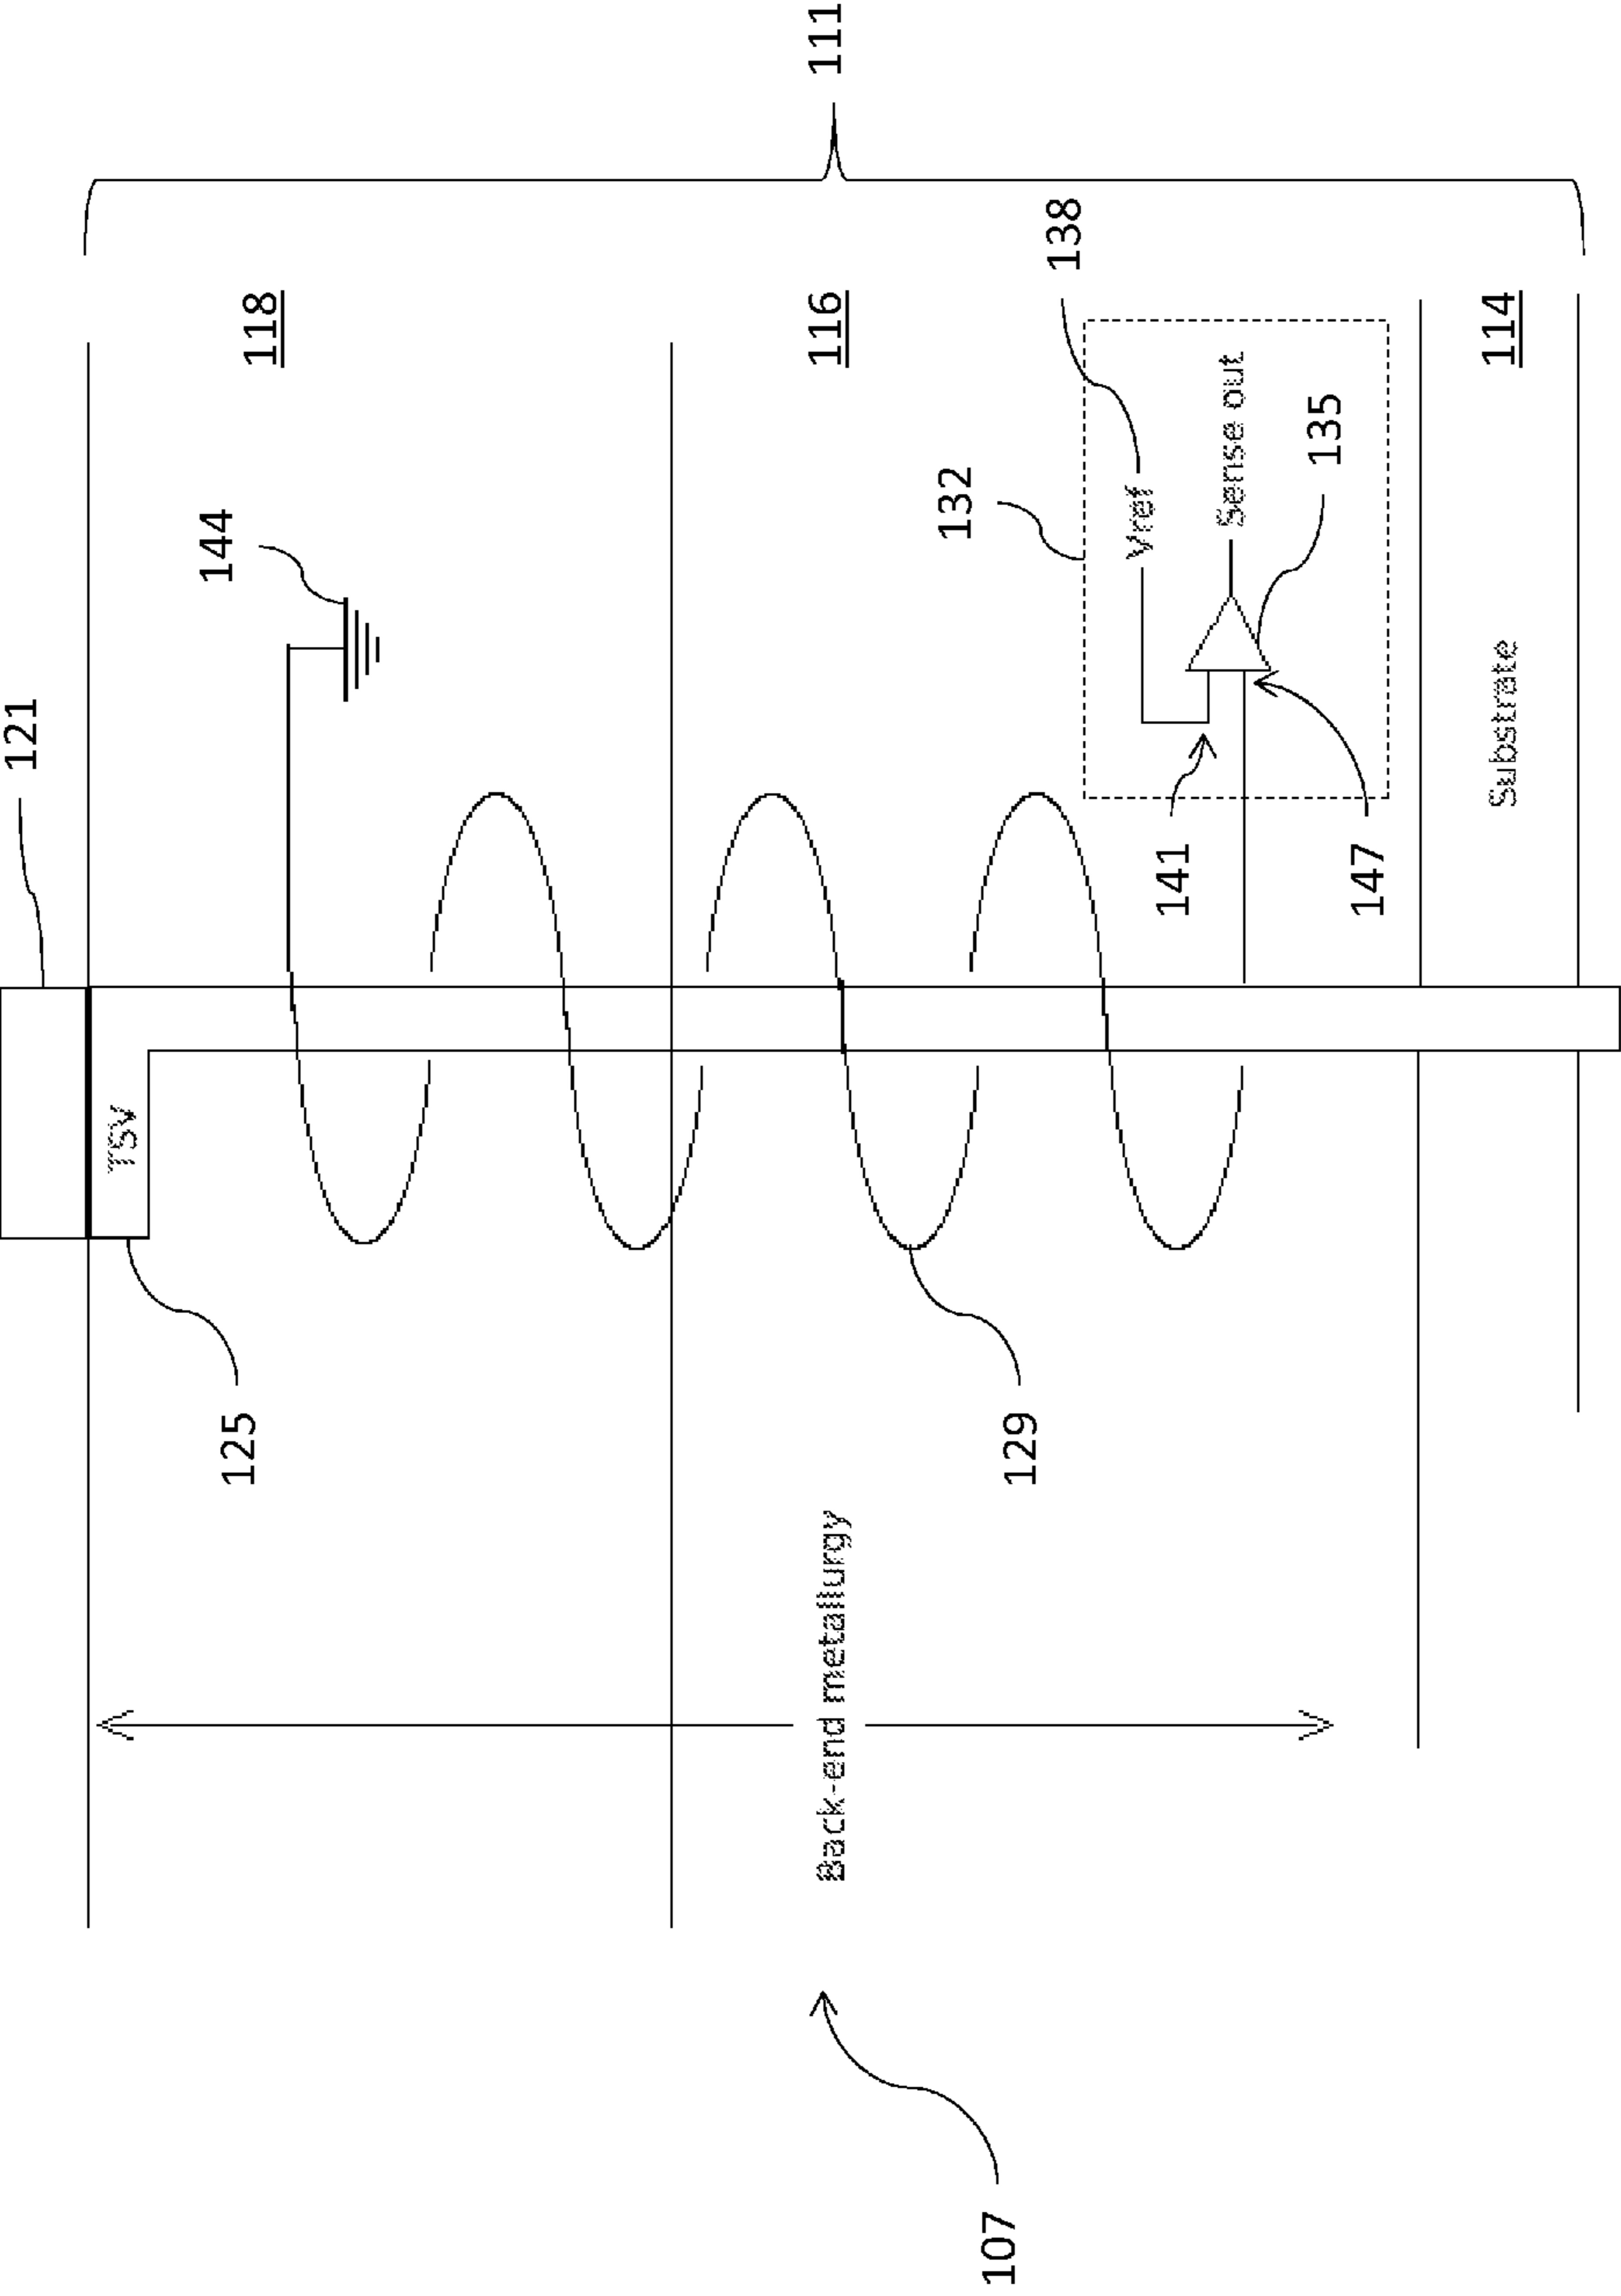 111
118
116
114
138
132
Vref
Sense out
135
144
141
147
121
Substrate
TSV
125
129
Back-end metallurgy
107